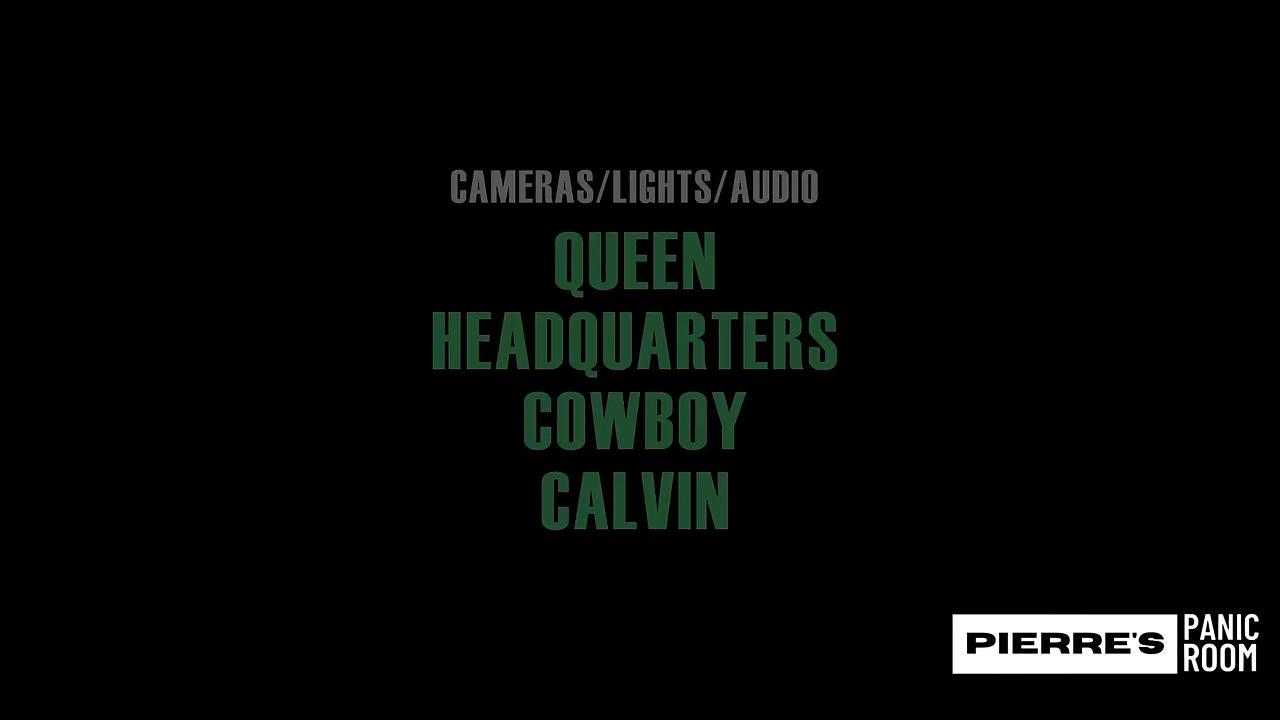 CAMERAS/LIGHTS/AUDIO
QUEEN
HEADQUARTERS
COWBOY
CALVIN
PIERRE'S
PANIC
ROOM